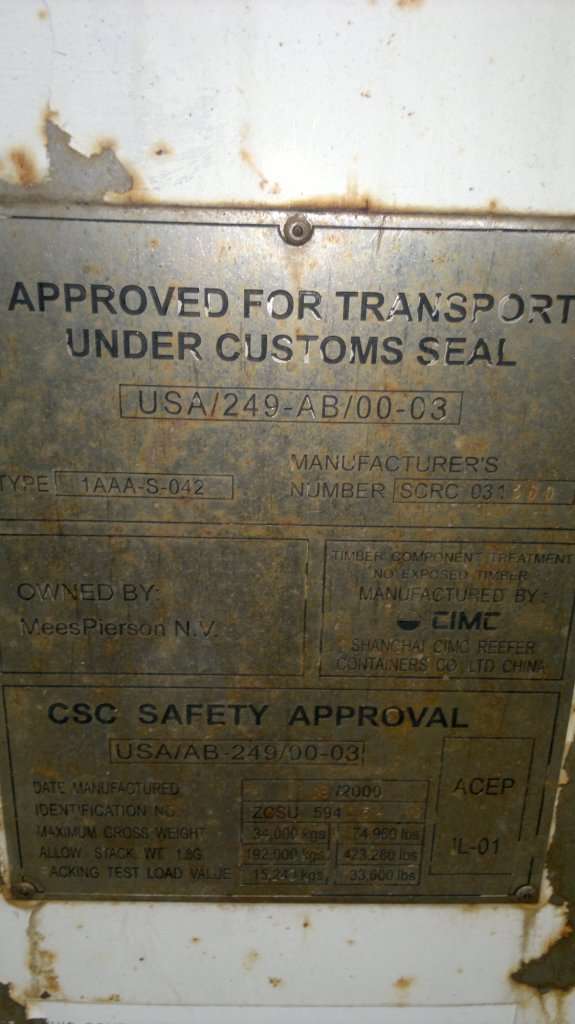 APPROVED FOR TRANSPORT
UNDER CUSTOMS SEAL
USA/249-AB/00-03
TYPE 1AAA-S-042
MANUFACTURER'S
NUMBER SCRC 031
OWNED BY:
MeesPierson N.V.
TIMBER COMPONENT TREATMENT
NO EXPOSED TIMBER
MANUFACTURED BY:
CIMC
SHANGHAI CIMC REEFER
CONTAINERS CO. LTD CHINA
CSC SAFETY APPROVAL
USA/AB-249/00-03
DATE MANUFACTURED /2000
IDENTIFICATION NO. ZCSU 594
MAXIMUM GROSS WEIGHT 34,000 kgs 74,960 lbs
ALLOW. STACK. WT. 1.8G 192,000 kgs 423,280 lbs
ACKING TEST LOAD VALUE 15,24 kgs 33,600 lbs
ACEP
IL-01